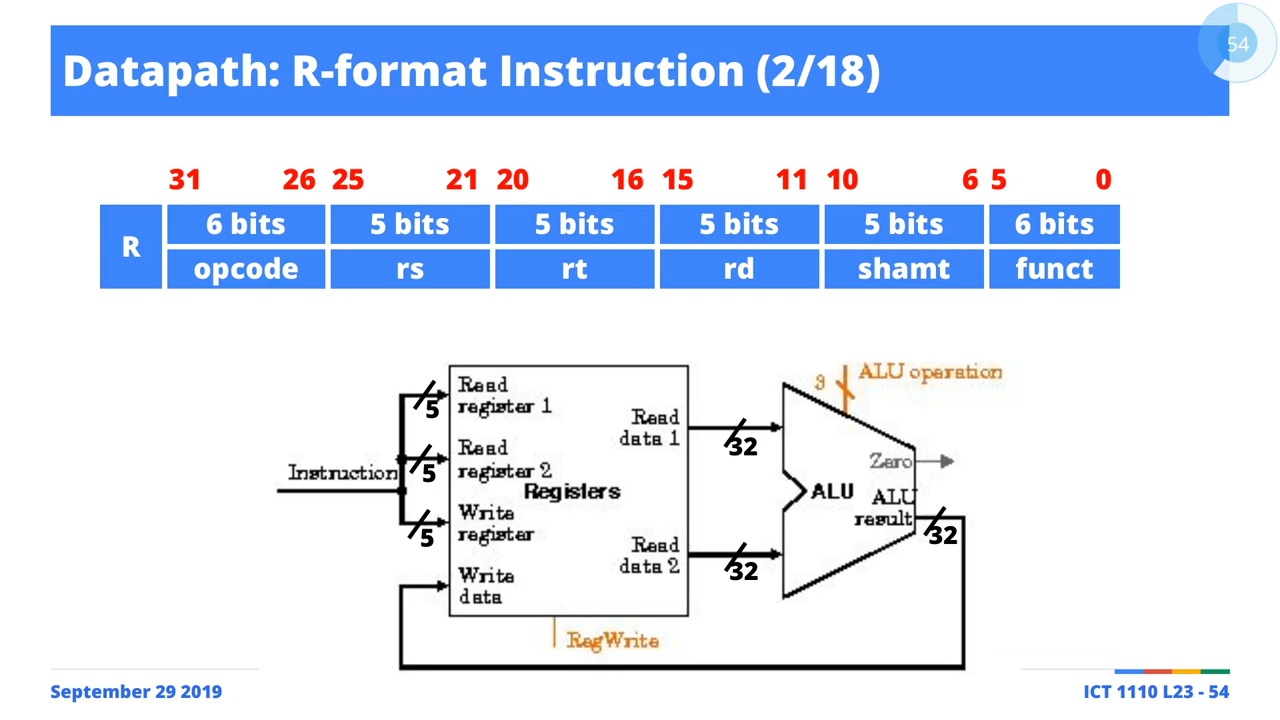 54
Datapath: R-format Instruction (2/18)
31 26 25 21 20 16 15 11 10 6 5 0
R
6 bits 5 bits 5 bits 5 bits 5 bits 6 bits
opcode rs rt rd shamt funct
3 ALU operation
5 Read register 1
Read data 1
32
5 Read register 2
Instruction
Registers
Zero
ALU
ALU result
32
5 Write register
Read data 2
32
Write data
RegWrite
September 29 2019
ICT 1110 L23 - 54